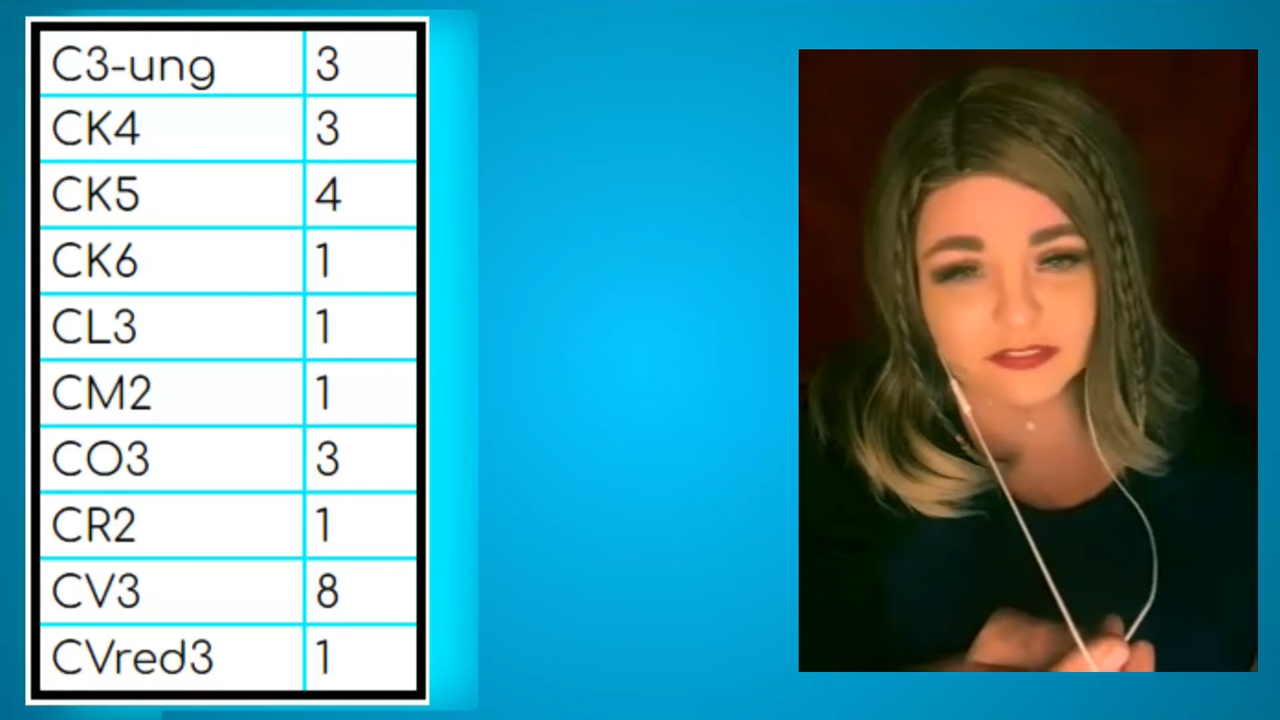 C3-ung 3
CK4 3
CK5 4
CK6 1
CL3 1
CM2 1
CO3 3
CR2 1
CV3 8
CVred3 1